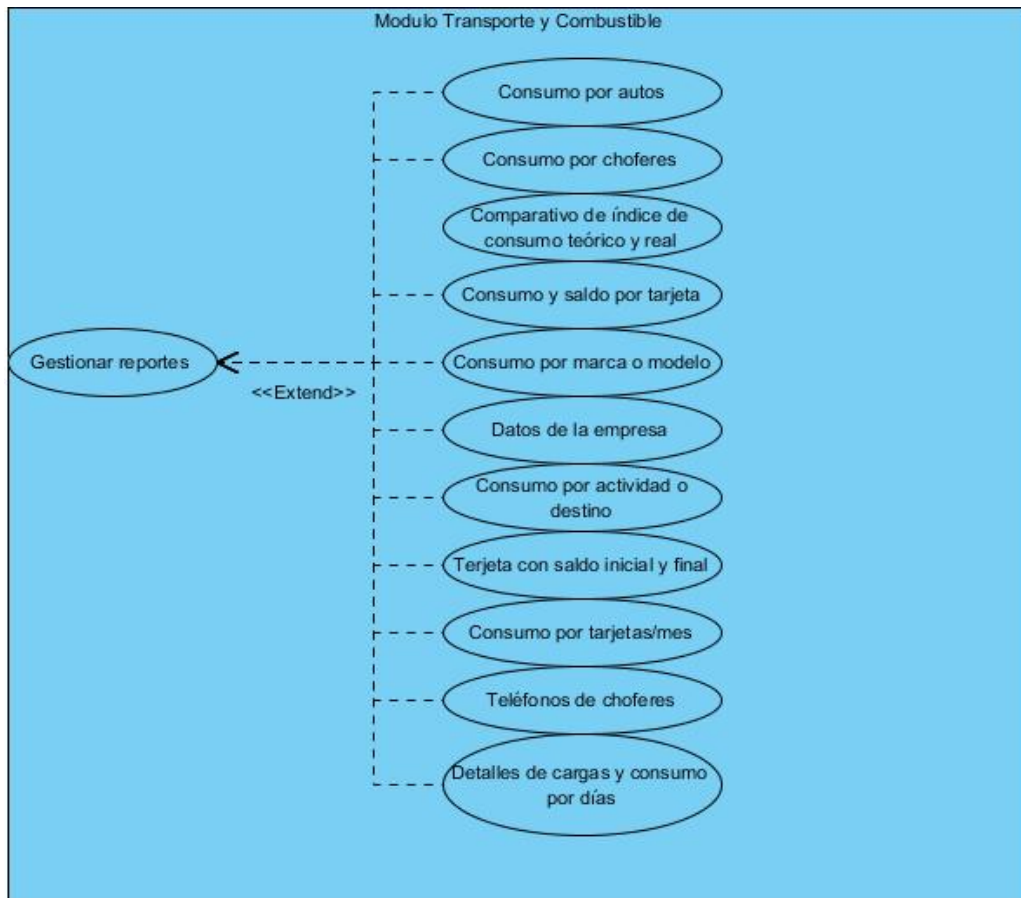 Modulo Transporte y Combustible
Consumo por autos
Consumo por choferes
Comparativo de índice de
consumo teórico y real
Consumo y saldo por tarjeta
Gestionar reportes
<<Extend>>
Consumo por marca o modelo
Datos de la empresa
Consumo por actividad o
destino
Terjeta con saldo inicial y final
Consumo por tarjetas/mes
Teléfonos de choferes
Detalles de cargas y consumo
por días